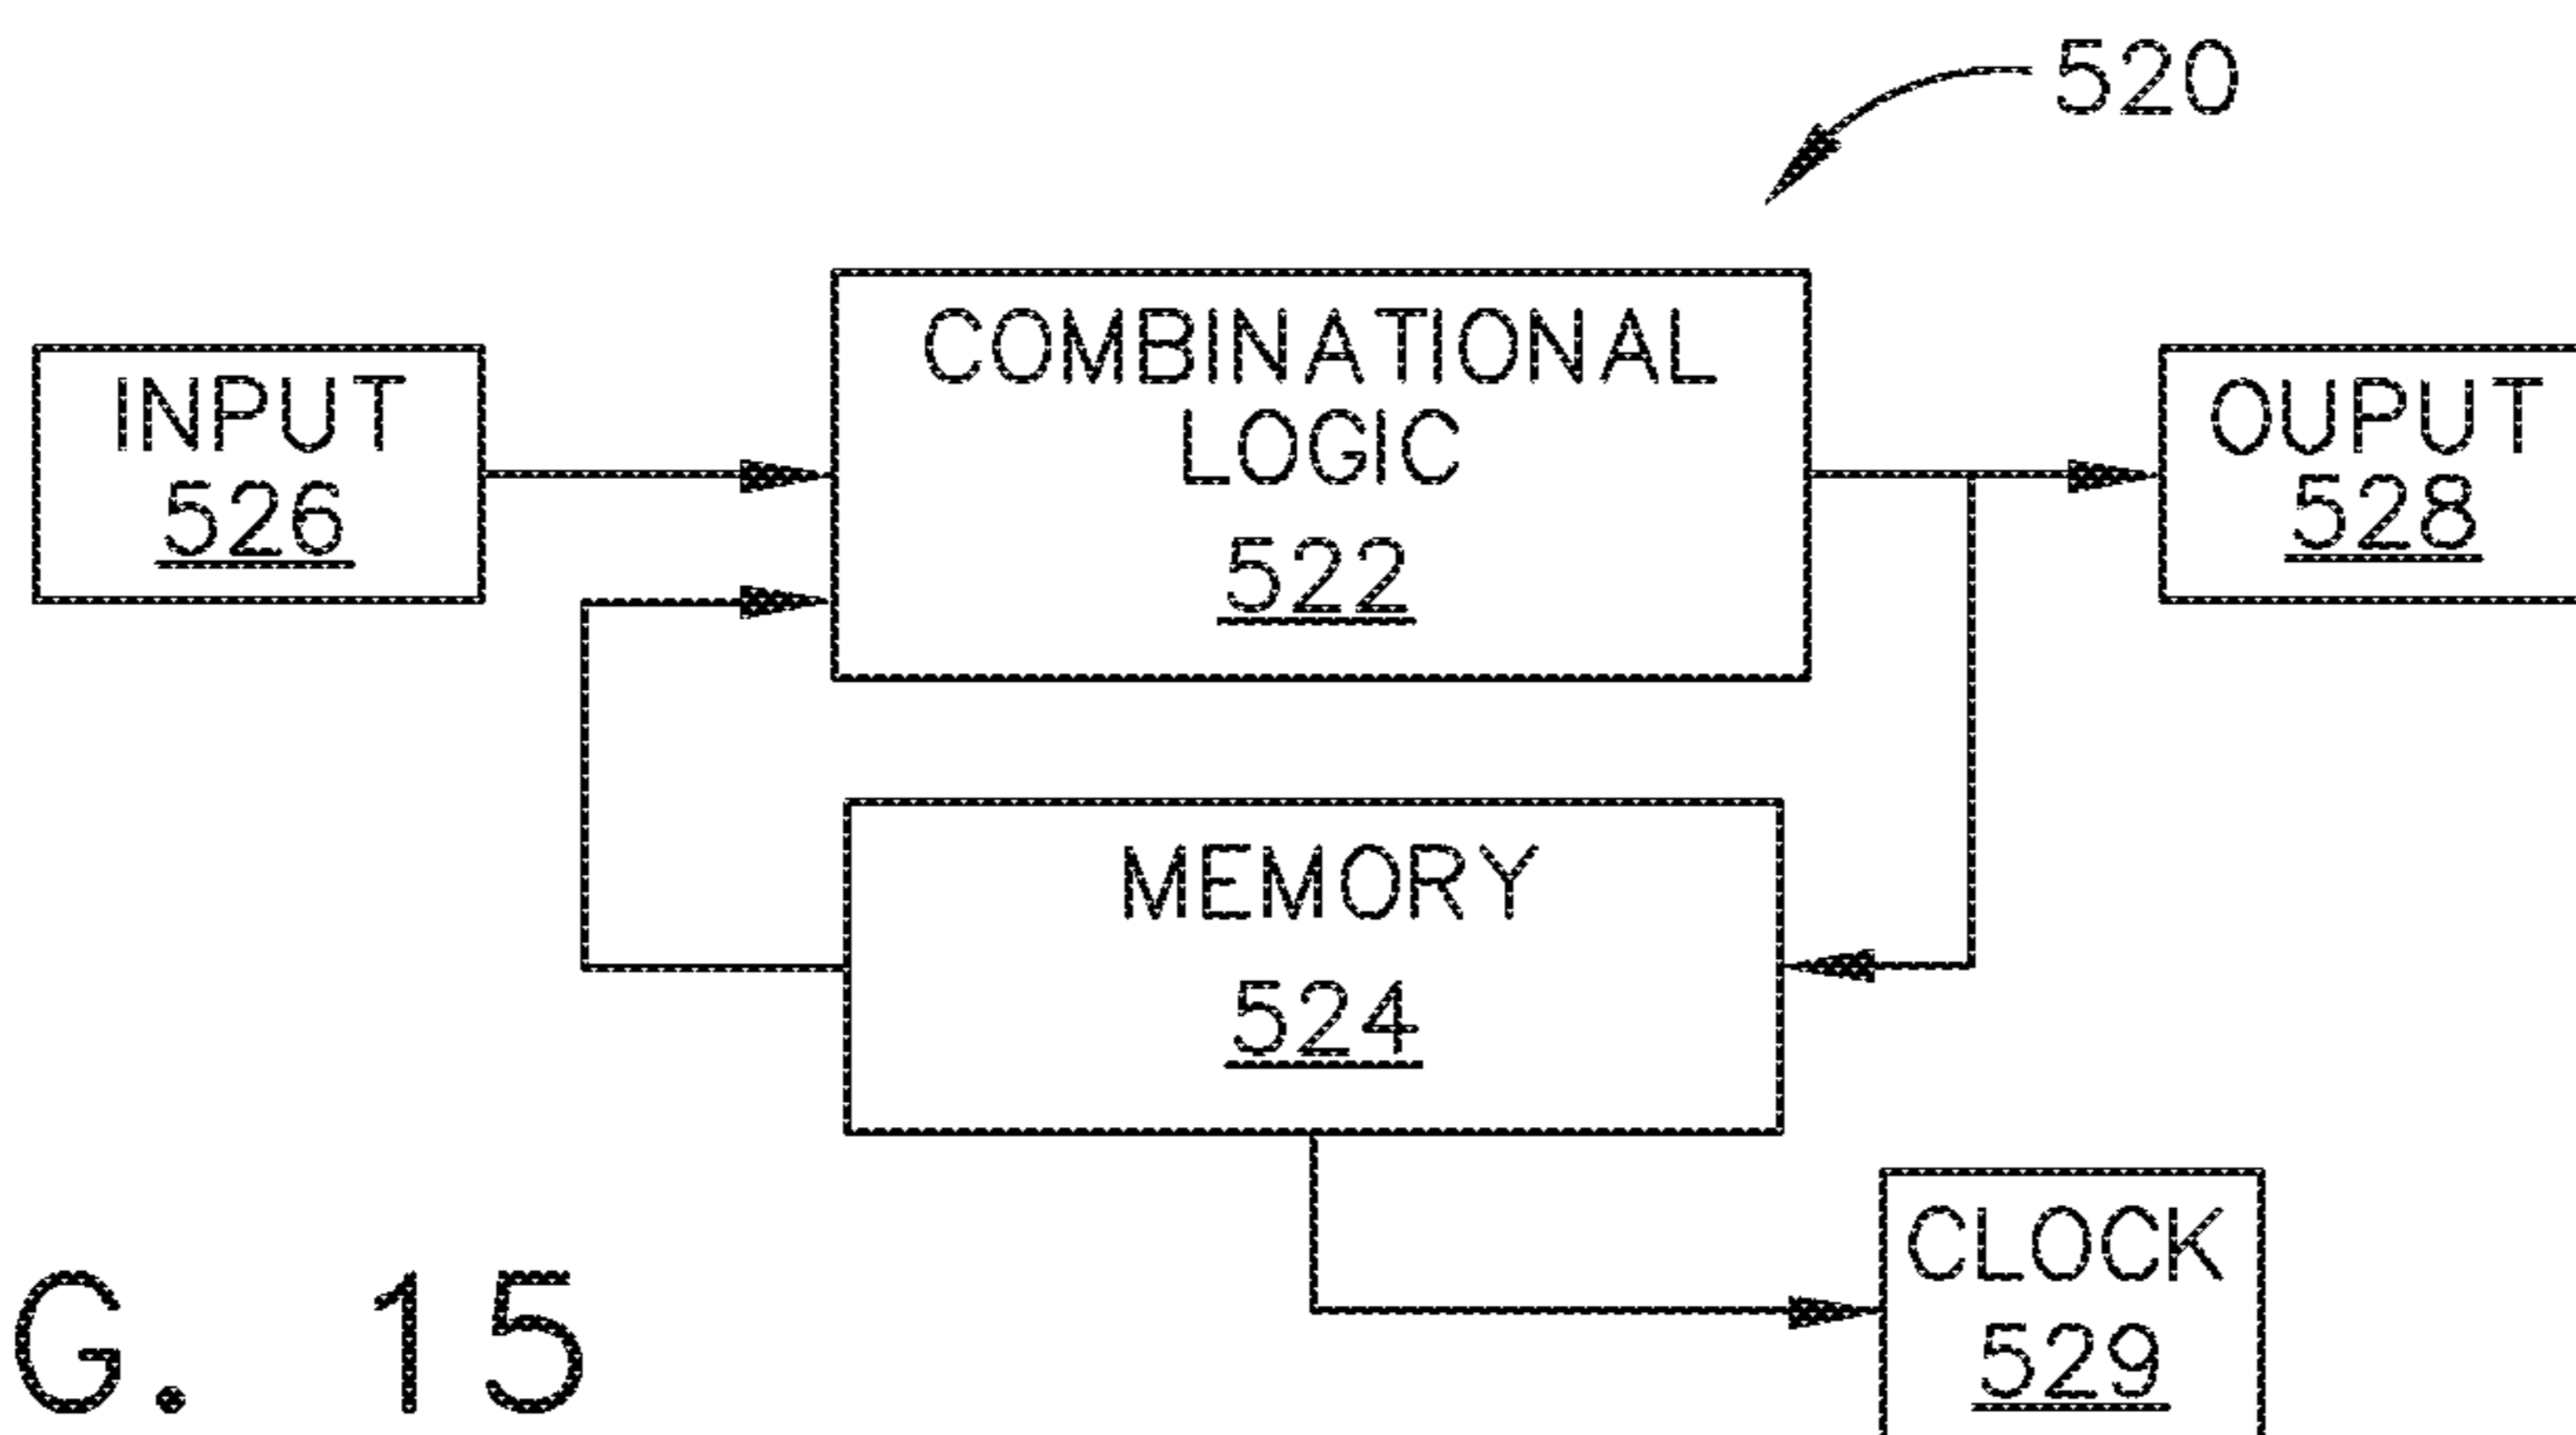 520
COMBINATIONAL
LOGIC
522
INPUT
526
OUPUT
528
MEMORY
524
CLOCK
529
G. 15